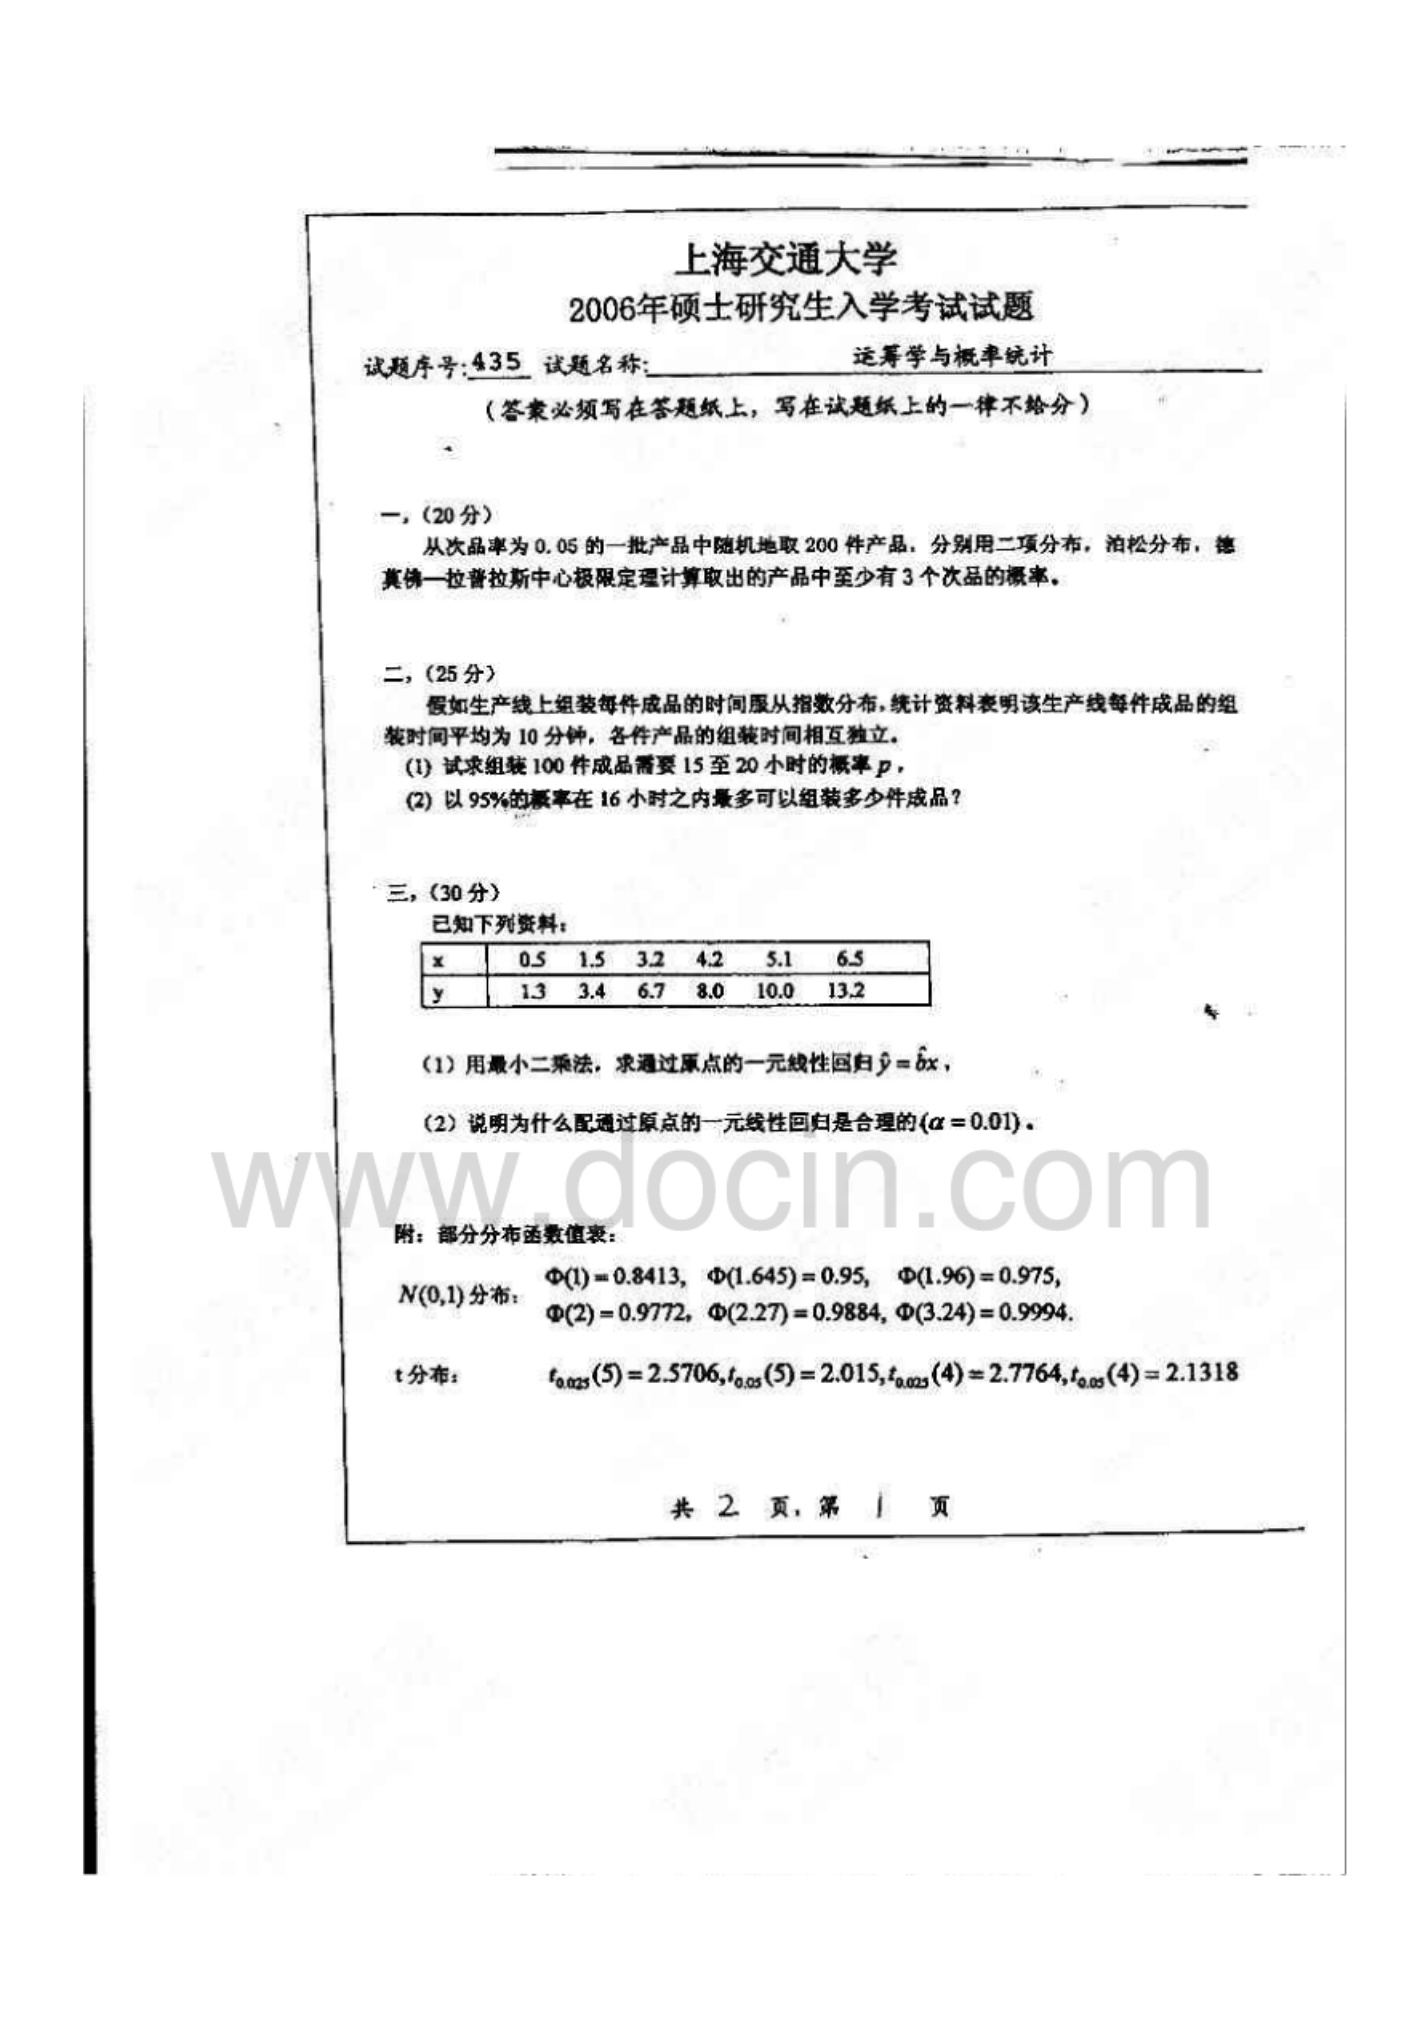 上海交通大学
2006年硕士研究生入学考试试题
试题序号:435 试题名称: 运筹学与概率统计
(答案必须写在答题纸上，写在试题纸上的一律不给分)
一，(20分)
从次品率为0.05的一批产品中随机地取200件产品，分别用二项分布，泊松分布，德
莫佛—拉普拉斯中心极限定理计算取出的产品中至少有3个次品的概率。
二，(25分)
假如生产线上组装每件成品的时间服从指数分布,统计资料表明该生产线每件成品的组
装时间平均为10分钟，各件产品的组装时间相互独立。
(1) 试求组装100件成品需要15至20小时的概率p，
(2) 以95%的概率在16小时之内最多可以组装多少件成品？
三，(30分)
已知下列资料：
x 0.5 1.5 3.2 4.2 5.1 6.5
y 1.3 3.4 6.7 8.0 10.0 13.2
(1) 用最小二乘法，求通过原点的一元线性回归ŷ=b̂x，
(2) 说明为什么配通过原点的一元线性回归是合理的(α=0.01)。
www.docin.com
附：部分分布函数值表：
N(0,1)分布： Φ(1)=0.8413, Φ(1.645)=0.95, Φ(1.96)=0.975,
Φ(2)=0.9772, Φ(2.27)=0.9884, Φ(3.24)=0.9994.
t分布： t₀.₀₂₅(5)=2.5706,t₀.₀₅(5)=2.015,t₀.₀₂₅(4)=2.7764,t₀.₀₅(4)=2.1318
共 2 页，第 1 页